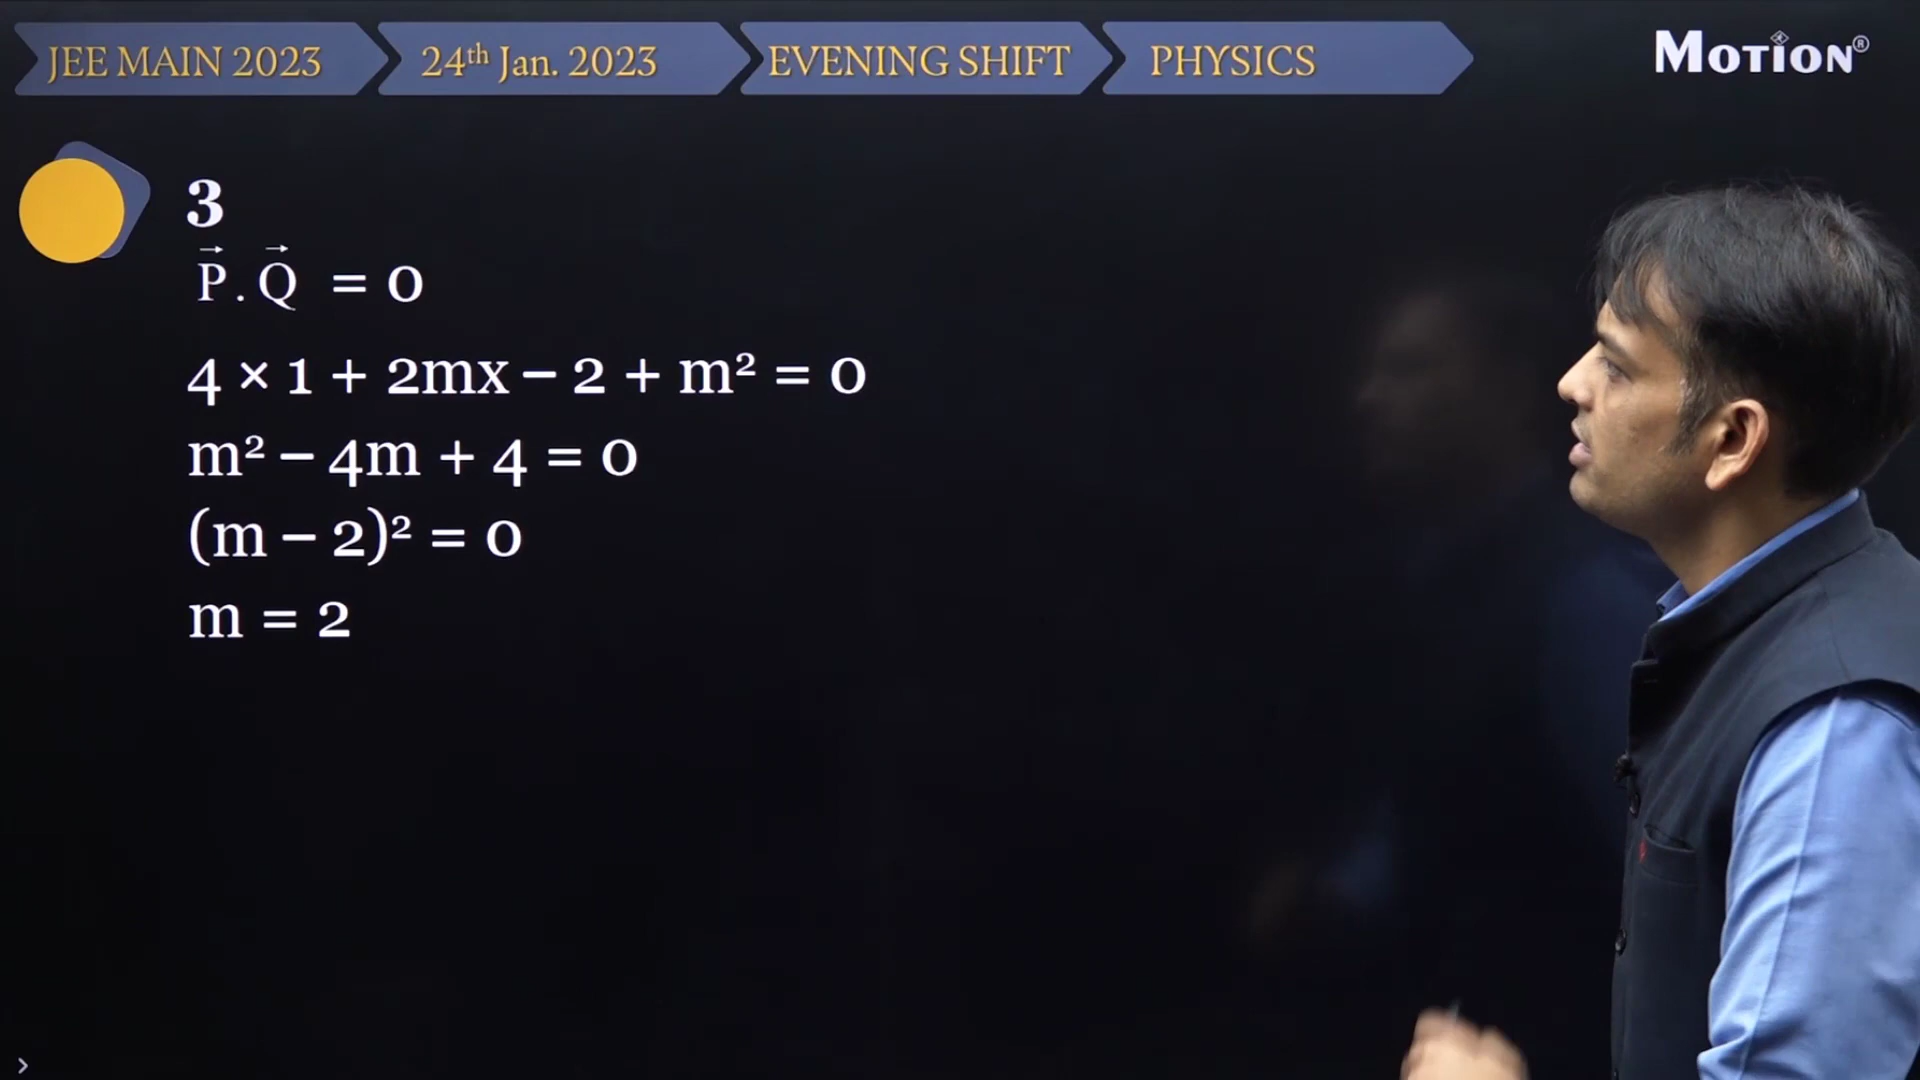 JEE MAIN 2023 24th Jan. 2023 EVENING SHIFT PHYSICS MOTION®
3
P⃗ . Q⃗ = 0
4 × 1 + 2mx – 2 + m² = 0
m² – 4m + 4 = 0
(m – 2)² = 0
m = 2